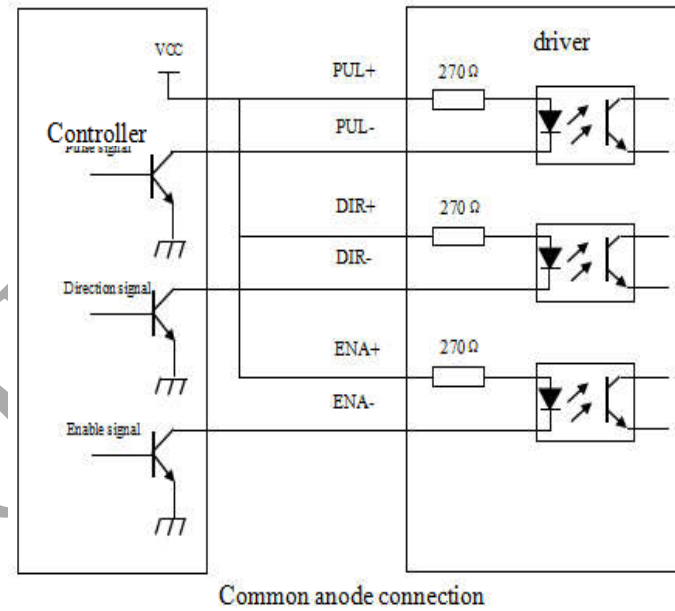 VCC
driver
PUL+
270Ω
Controller
PUL-
Pulse signal
DIR+
270Ω
DIR-
Direction signal
ENA+
270Ω
ENA-
Enable signal
Common anode connection